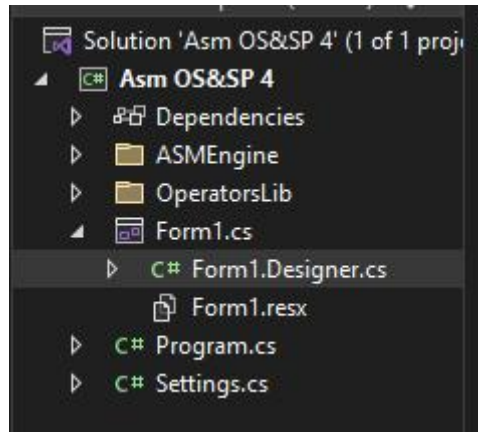 Solution 'Asm OS&SP 4' (1 of 1 proj
C# Asm OS&SP 4
Dependencies
ASMEngine
OperatorsLib
Form1.cs
C# Form1.Designer.cs
Form1.resx
C# Program.cs
C# Settings.cs